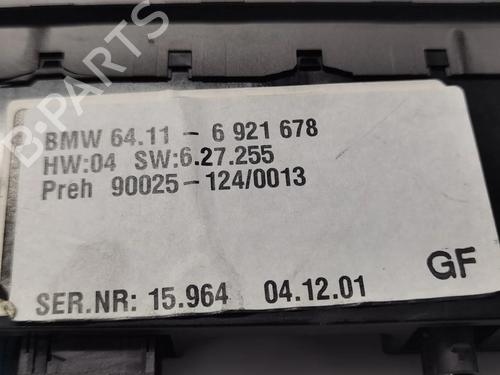 BMW 64.11 - 6 921 678
HW:04 SW:6.27.255
Preh 90025-124/0013
GF
SER.NR: 15.964 04.12.01